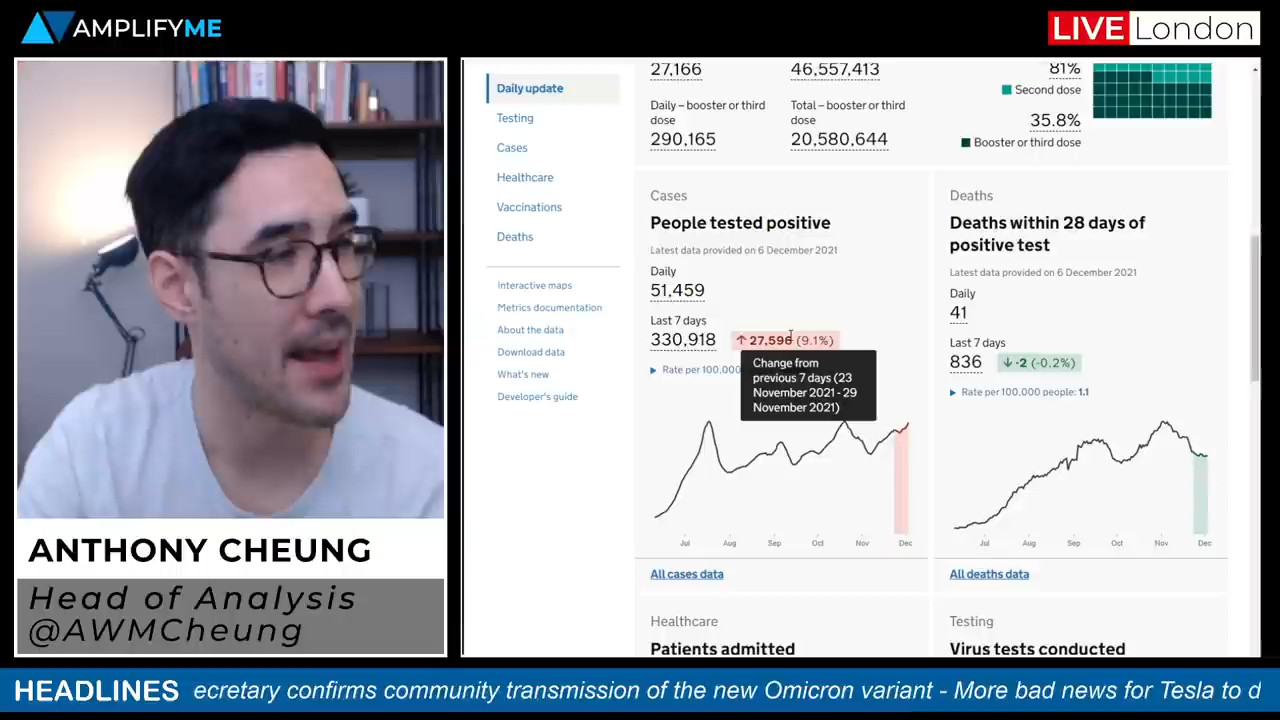 AMPLIFYME
LIVE London
Daily update
Testing
Cases
Healthcare
Vaccinations
Deaths
Interactive maps
Metrics documentation
About the data
Download data
What's new
Developer's guide
27,166
46,557,413
81%
Second dose
Daily – booster or third
dose
290,165
Total – booster or third
dose
20,580,644
35.8%
Booster or third dose
Cases
People tested positive
Latest data provided on 6 December 2021
Daily
51,459
Last 7 days
330,918
27,596 (9.1%)
Rate per 100,000
Change from
previous 7 days (23
November 2021 - 29
November 2021)
Jul Aug Sep Oct Nov Dec
All cases data
Deaths
Deaths within 28 days of
positive test
Latest data provided on 6 December 2021
Daily
41
Last 7 days
836
-2 (-0.2%)
Rate per 100,000 people: 1.1
Jul Aug Sep Oct Nov Dec
All deaths data
Healthcare
Patients admitted
Testing
Virus tests conducted
ANTHONY CHEUNG
Head of Analysis
@AWMCheung
HEADLINES ecretary confirms community transmission of the new Omicron variant - More bad news for Tesla to d